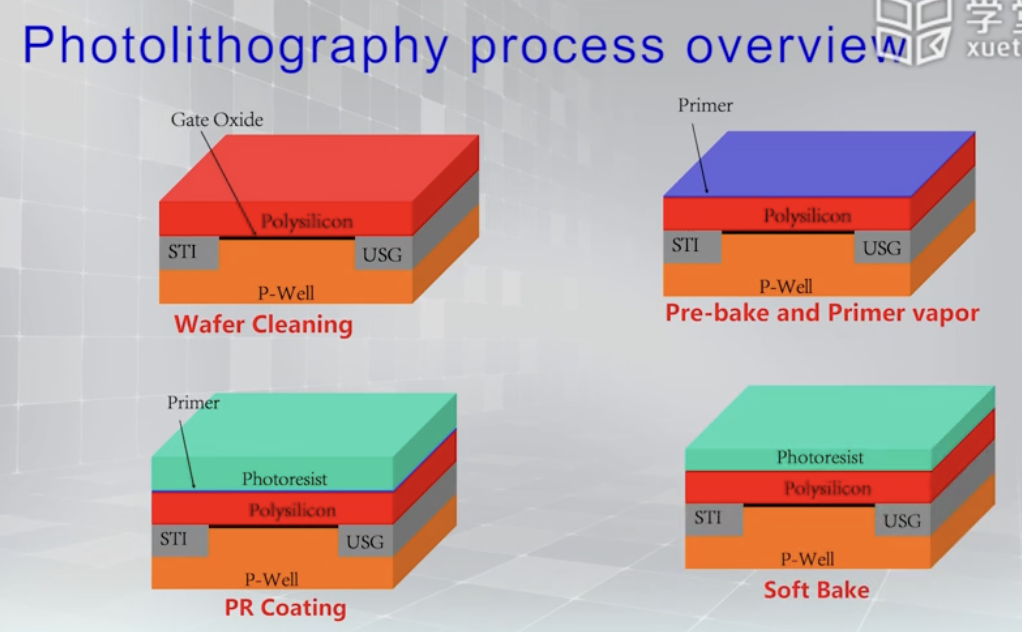 Photolithography process overview
学堂
xuet
Gate Oxide
Polysilicon
STI
USG
P-Well
Wafer Cleaning
Primer
Polysilicon
STI
USG
P-Well
Pre-bake and Primer vapor
Primer
Photoresist
Polysilicon
STI
USG
P-Well
PR Coating
Photoresist
Polysilicon
STI
USG
P-Well
Soft Bake